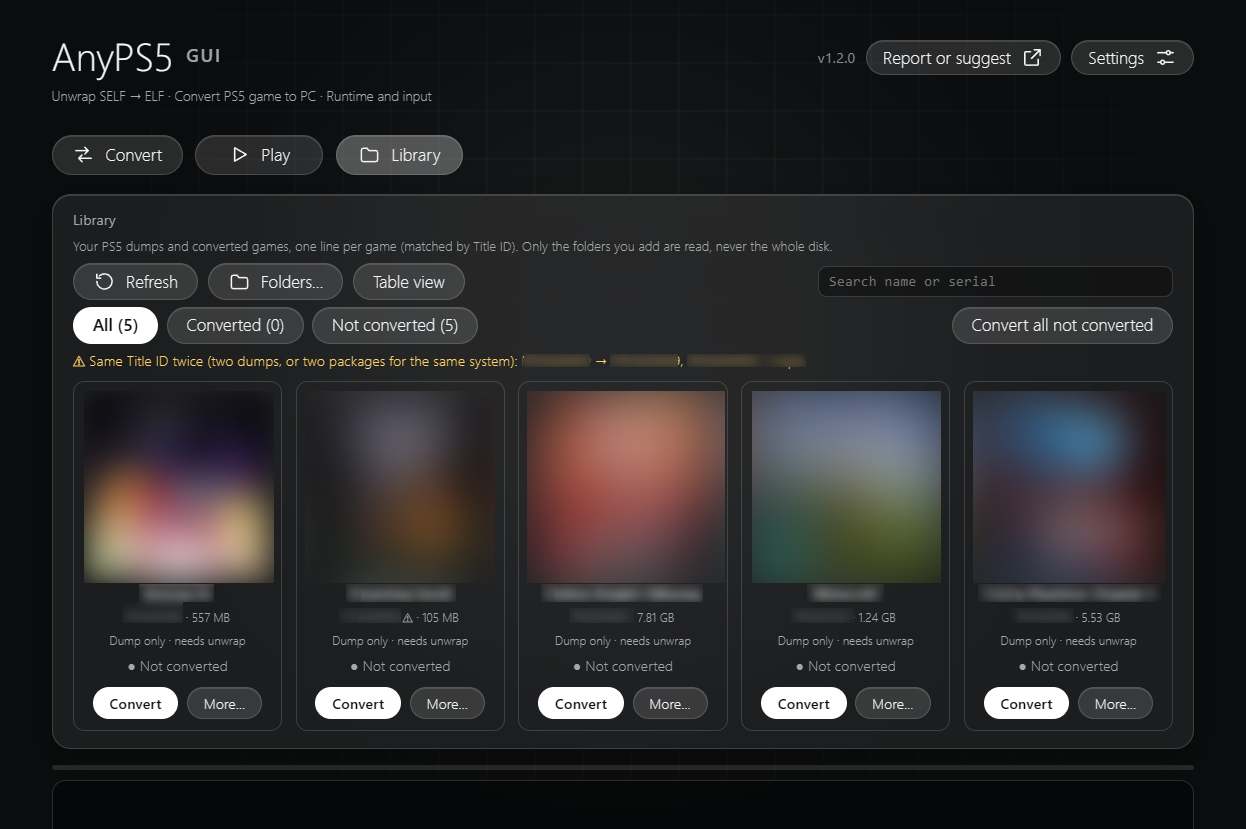 AnyPS5 GUI
v1.2.0 Report or suggest Settings
Unwrap SELF → ELF · Convert PS5 game to PC · Runtime and input
Convert Play Library
Library
Your PS5 dumps and converted games, one line per game (matched by Title ID). Only the folders you add are read, never the whole disk.
Refresh Folders... Table view Search name or serial
All (5) Converted (0) Not converted (5) Convert all not converted
⚠ Same Title ID twice (two dumps, or two packages for the same system): → ,
· 557 MB
Dump only · needs unwrap
● Not converted
Convert More...
⚠ · 105 MB
Dump only · needs unwrap
● Not converted
Convert More...
7.81 GB
Dump only · needs unwrap
● Not converted
Convert More...
· 1.24 GB
Dump only · needs unwrap
● Not converted
Convert More...
· 5.53 GB
Dump only · needs unwrap
● Not converted
Convert More...